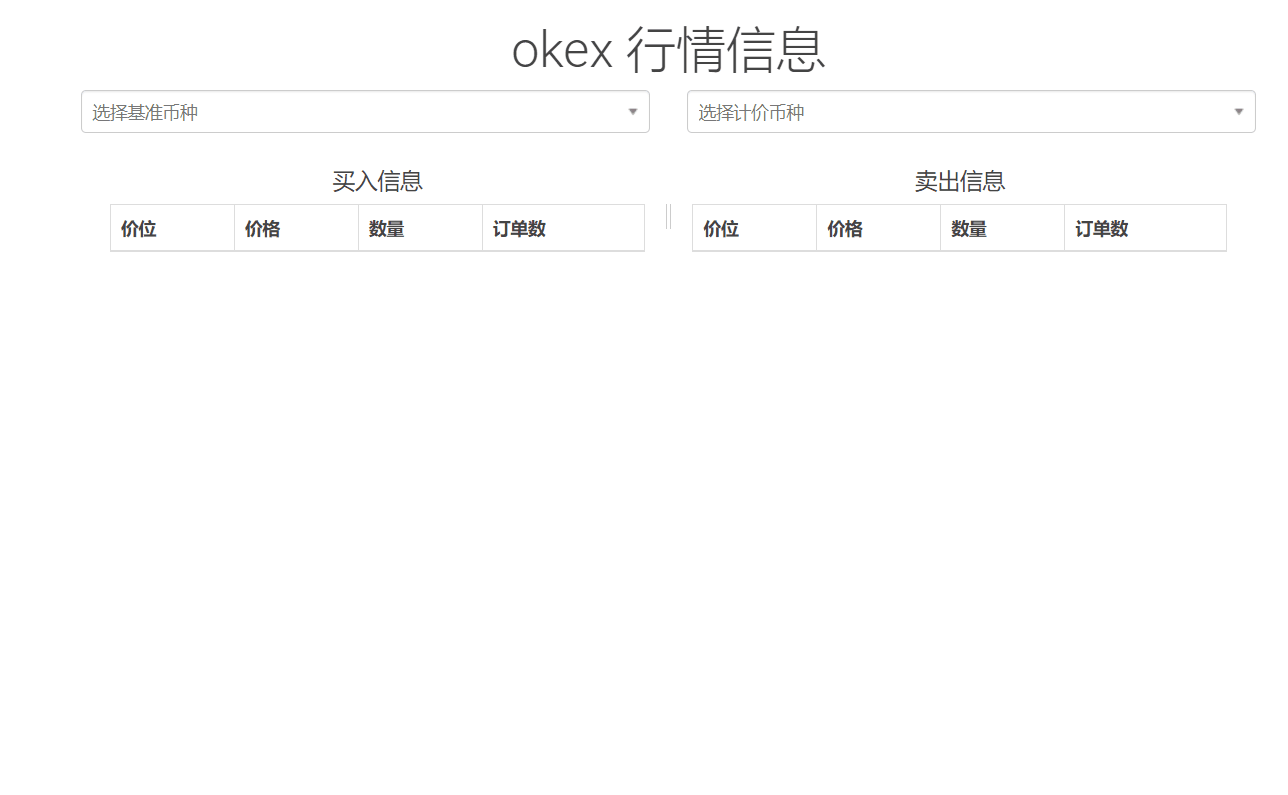 okex 行情信息
选择基准币种
选择计价币种
买入信息
卖出信息
价位 价格 数量 订单数
价位 价格 数量 订单数